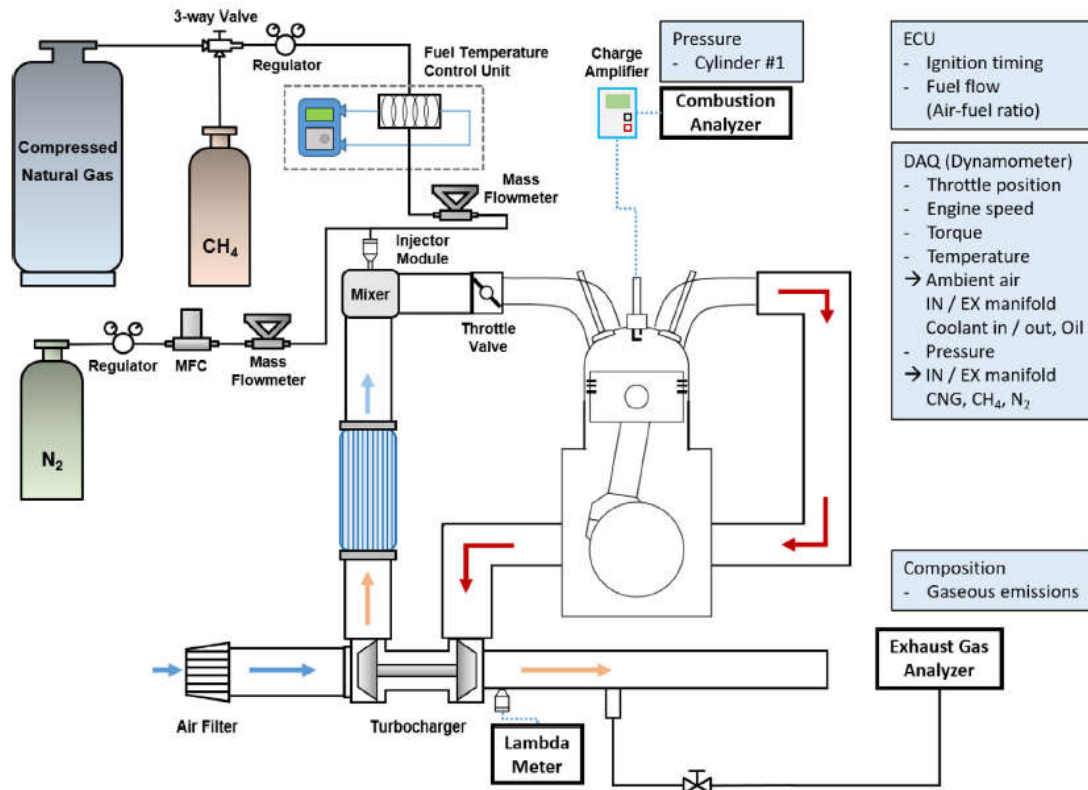 3-way Valve
Regulator
Fuel Temperature
Control Unit
Compressed
Natural Gas
CH₄
Mass
Flowmeter
Injector
Module
Mixer
Throttle
Valve
N₂
Regulator
MFC
Mass
Flowmeter
Charge
Amplifier
Pressure
- Cylinder #1
Combustion
Analyzer
ECU
- Ignition timing
- Fuel flow
(Air-fuel ratio)
DAQ (Dynamometer)
- Throttle position
- Engine speed
- Torque
- Temperature
→ Ambient air
IN / EX manifold
Coolant in / out, Oil
- Pressure
→ IN / EX manifold
CNG, CH₄, N₂
Composition
- Gaseous emissions
Exhaust Gas
Analyzer
Air Filter
Turbocharger
Lambda
Meter